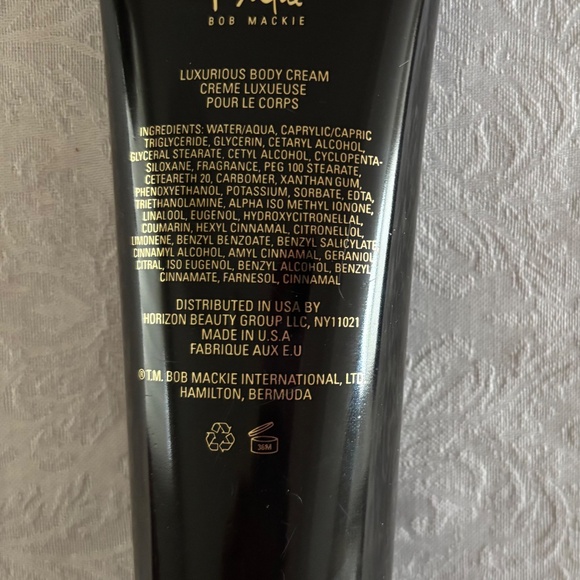 Mackie
BOB MACKIE
LUXURIOUS BODY CREAM
CREME LUXUEUSE
POUR LE CORPS
INGREDIENTS: WATER/AQUA, CAPRYLIC/CAPRIC
TRIGLYCERIDE, GLYCERIN, CETARYL ALCOHOL,
GLYCERAL STEARATE, CETYL ALCOHOL, CYCLOPENTA-
SILOXANE, FRAGRANCE, PEG 100 STEARATE,
CETEARETH 20, CARBOMER, XANTHAN GUM,
PHENOXYETHANOL, POTASSIUM, SORBATE, EDTA,
TRIETHANOLAMINE, ALPHA ISO METHYL IONONE,
LINALOOL, EUGENOL, HYDROXYCITRONELLAL,
COUMARIN, HEXYL CINNAMAL, CITRONELLOL,
LIMONENE, BENZYL BENZOATE, BENZYL SALICYLATE,
CINNAMYL ALCOHOL, AMYL CINNAMAL, GERANIOL
CITRAL, ISO EUGENOL, BENZYL ALCOHOL, BENZYL
CINNAMATE, FARNESOL, CINNAMAL
DISTRIBUTED IN USA BY
HORIZON BEAUTY GROUP LLC, NY11021
MADE IN U.S.A
FABRIQUE AUX E.U
®T.M. BOB MACKIE INTERNATIONAL, LTD.
HAMILTON, BERMUDA
36M